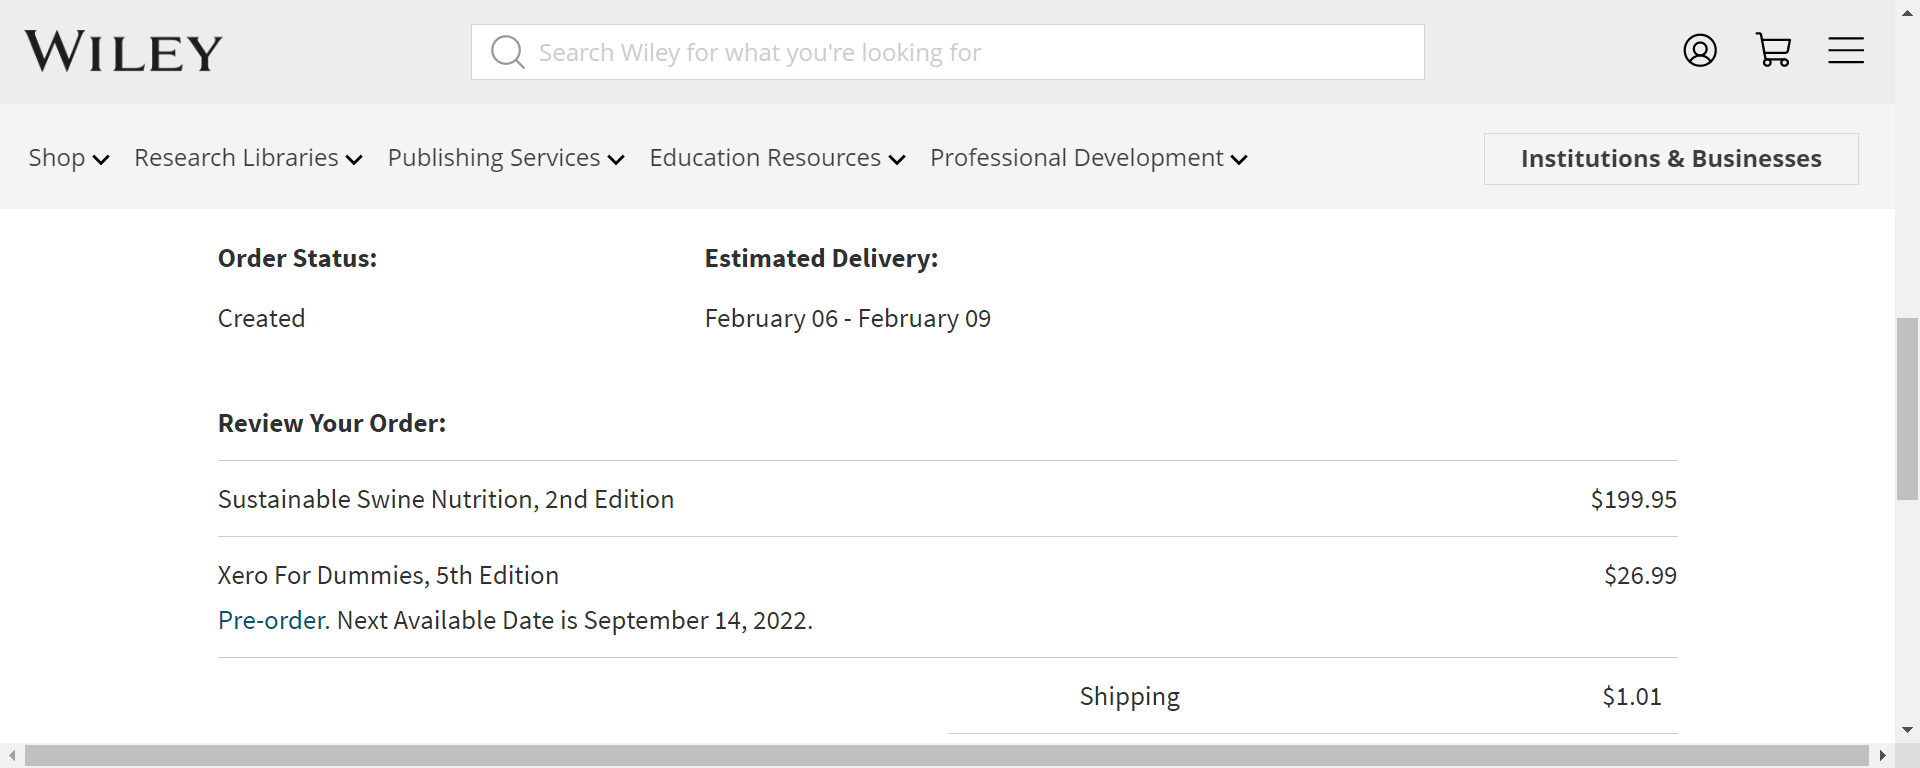 WILEY
Search Wiley for what you're looking for
Shop Research Libraries Publishing Services Education Resources Professional Development Institutions & Businesses
Order Status: Estimated Delivery:
Created February 06 - February 09
Review Your Order:
Sustainable Swine Nutrition, 2nd Edition $199.95
Xero For Dummies, 5th Edition $26.99
Pre-order. Next Available Date is September 14, 2022.
Shipping $1.01